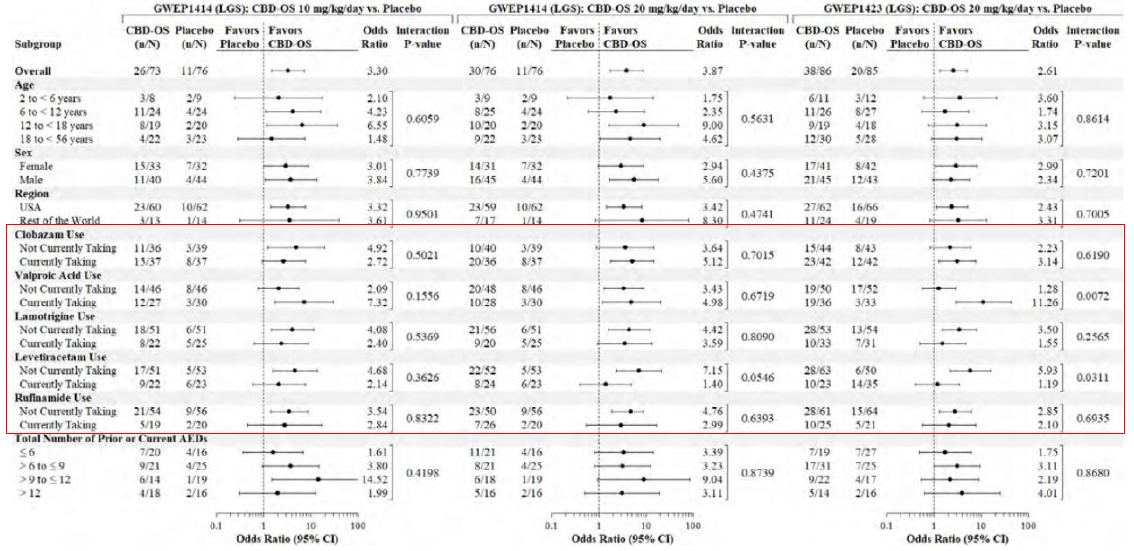 GWEP1414 (LGS): CBD-OS 10 mg/kg/day vs. Placebo GWEP1414 (LGS): CBD-OS 20 mg/kg/day vs. Placebo GWEP1423 (LGS): CBD-OS 20 mg/kg/day vs. Placebo
CBD-OS Placebo Favors Favors Odds Interaction CBD-OS Placebo Favors Favors Odds Interaction CBD-OS Placebo Favors Favors Odds Interaction
Subgroup (n/N) (n/N) Placebo CBD-OS Ratio P-value (n/N) (n/N) Placebo CBD-OS Ratio P-value (n/N) (n/N) Placebo CBD-OS Ratio P-value
Overall 26/73 11/76 3.30 30/76 11/76 3.87 38/86 20/85 2.61
Age
2 to < 6 years 3/8 2/9 2.10 3/9 2/9 1.75 6/11 3/12 3.60
6 to < 12 years 11/24 4/24 4.23 8/25 4/24 2.35 11/26 8/27 1.74
0.6059 0.5631 0.8614
12 to < 18 years 8/19 2/20 6.55 10/20 2/20 9.00 9/19 4/18 3.15
18 to < 56 years 4/22 3/23 1.48 9/22 3/23 4.62 12/30 5/28 3.07
Sex
Female 15/33 7/32 3.01 14/31 7/32 2.94 17/41 8/42 2.99
0.7739 0.4375 0.7201
Male 11/40 4/44 3.84 16/45 4/44 5.60 21/45 12/43 2.34
Region
USA 23/60 10/62 3.32 23/59 10/62 3.42 27/62 16/66 2.43
0.9501 0.4741 0.7005
Rest of the World 3/13 1/14 3.61 7/17 1/14 8.30 11/24 4/19 3.31
Clobazam Use
Not Currently Taking 11/36 3/39 4.92 10/40 3/39 3.64 15/44 8/43 2.23
0.5021 0.7015 0.6190
Currently Taking 15/37 8/37 2.72 20/36 8/37 5.12 23/42 12/42 3.14
Valproic Acid Use
Not Currently Taking 14/46 8/46 2.09 20/48 8/46 3.43 19/50 17/52 1.28
0.1556 0.6719 0.0072
Currently Taking 12/27 3/30 7.32 10/28 3/30 4.98 19/36 3/33 11.26
Lamotrigine Use
Not Currently Taking 18/51 6/51 4.08 21/56 6/51 4.42 28/53 13/54 3.50
0.5369 0.8090 0.2565
Currently Taking 8/22 5/25 2.40 9/20 5/25 3.59 10/33 7/31 1.55
Levetiracetam Use
Not Currently Taking 17/51 5/53 4.68 22/52 5/53 7.15 28/63 6/50 5.93
0.3626 0.0546 0.0311
Currently Taking 9/22 6/23 2.14 8/24 6/23 1.40 10/23 14/35 1.19
Rufinamide Use
Not Currently Taking 21/54 9/56 3.54 23/50 9/56 4.76 28/61 15/64 2.85
0.8322 0.6393 0.6935
Currently Taking 5/19 2/20 2.84 7/26 2/20 2.99 10/25 5/21 2.10
Total Number of Prior or Current AEDs
≤ 6 7/20 4/16 1.61 11/21 4/16 3.39 7/19 7/27 1.75
> 6 to ≤ 9 9/21 4/25 3.80 8/21 4/25 3.23 17/31 7/25 3.11
0.4198 0.8739 0.8680
> 9 to ≤ 12 6/14 1/19 14.52 6/18 1/19 9.04 9/22 4/17 2.19
> 12 4/18 2/16 1.99 5/16 2/16 3.11 5/14 2/16 4.01
0.1 1 10 100 0.1 1 10 100 0.1 1 10 100
Odds Ratio (95% CI) Odds Ratio (95% CI) Odds Ratio (95% CI)